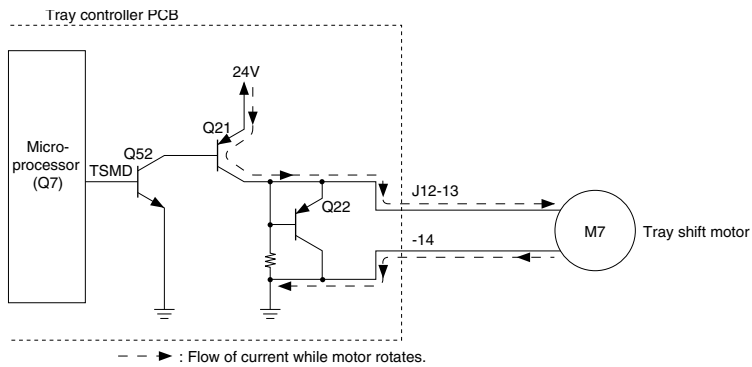 Tray controller PCB
24V
Q21
Micro-
processor
(Q7)
TSMD
Q52
J12-13
Q22
-14
M7
Tray shift motor
: Flow of current while motor rotates.